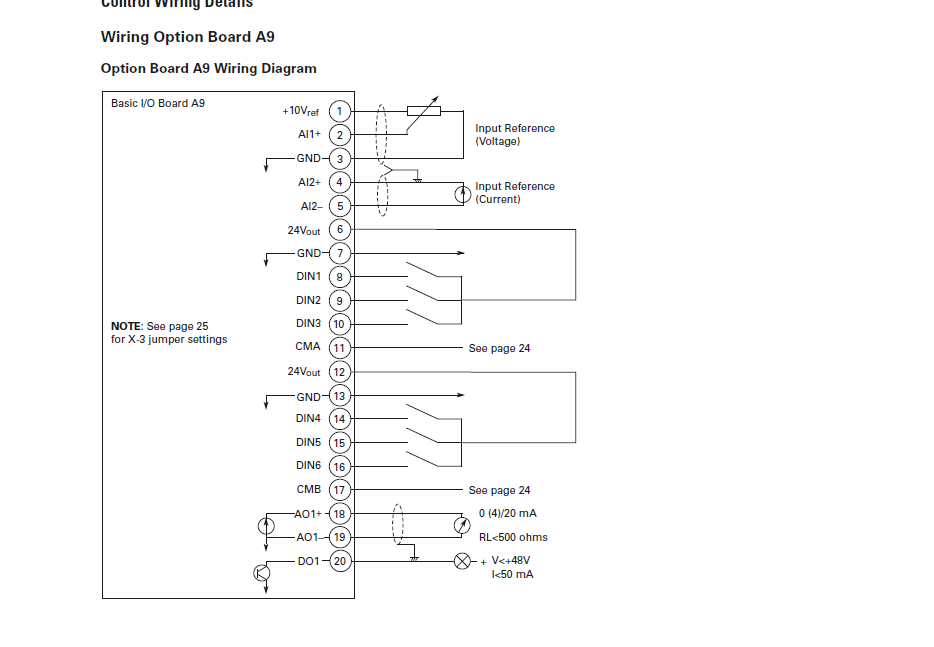 Control Wiring Details
Wiring Option Board A9
Option Board A9 Wiring Diagram
Basic I/O Board A9
+10Vref 1
AI1+ 2
Input Reference
(Voltage)
GND 3
AI2+ 4
Input Reference
(Current)
AI2– 5
24Vout 6
GND 7
DIN1 8
DIN2 9
DIN3 10
NOTE: See page 25
for X-3 jumper settings
CMA 11 See page 24
24Vout 12
GND 13
DIN4 14
DIN5 15
DIN6 16
CMB 17 See page 24
AO1+ 18 0 (4)/20 mA
AO1– 19 RL<500 ohms
DO1 20 + V<+48V
I<50 mA